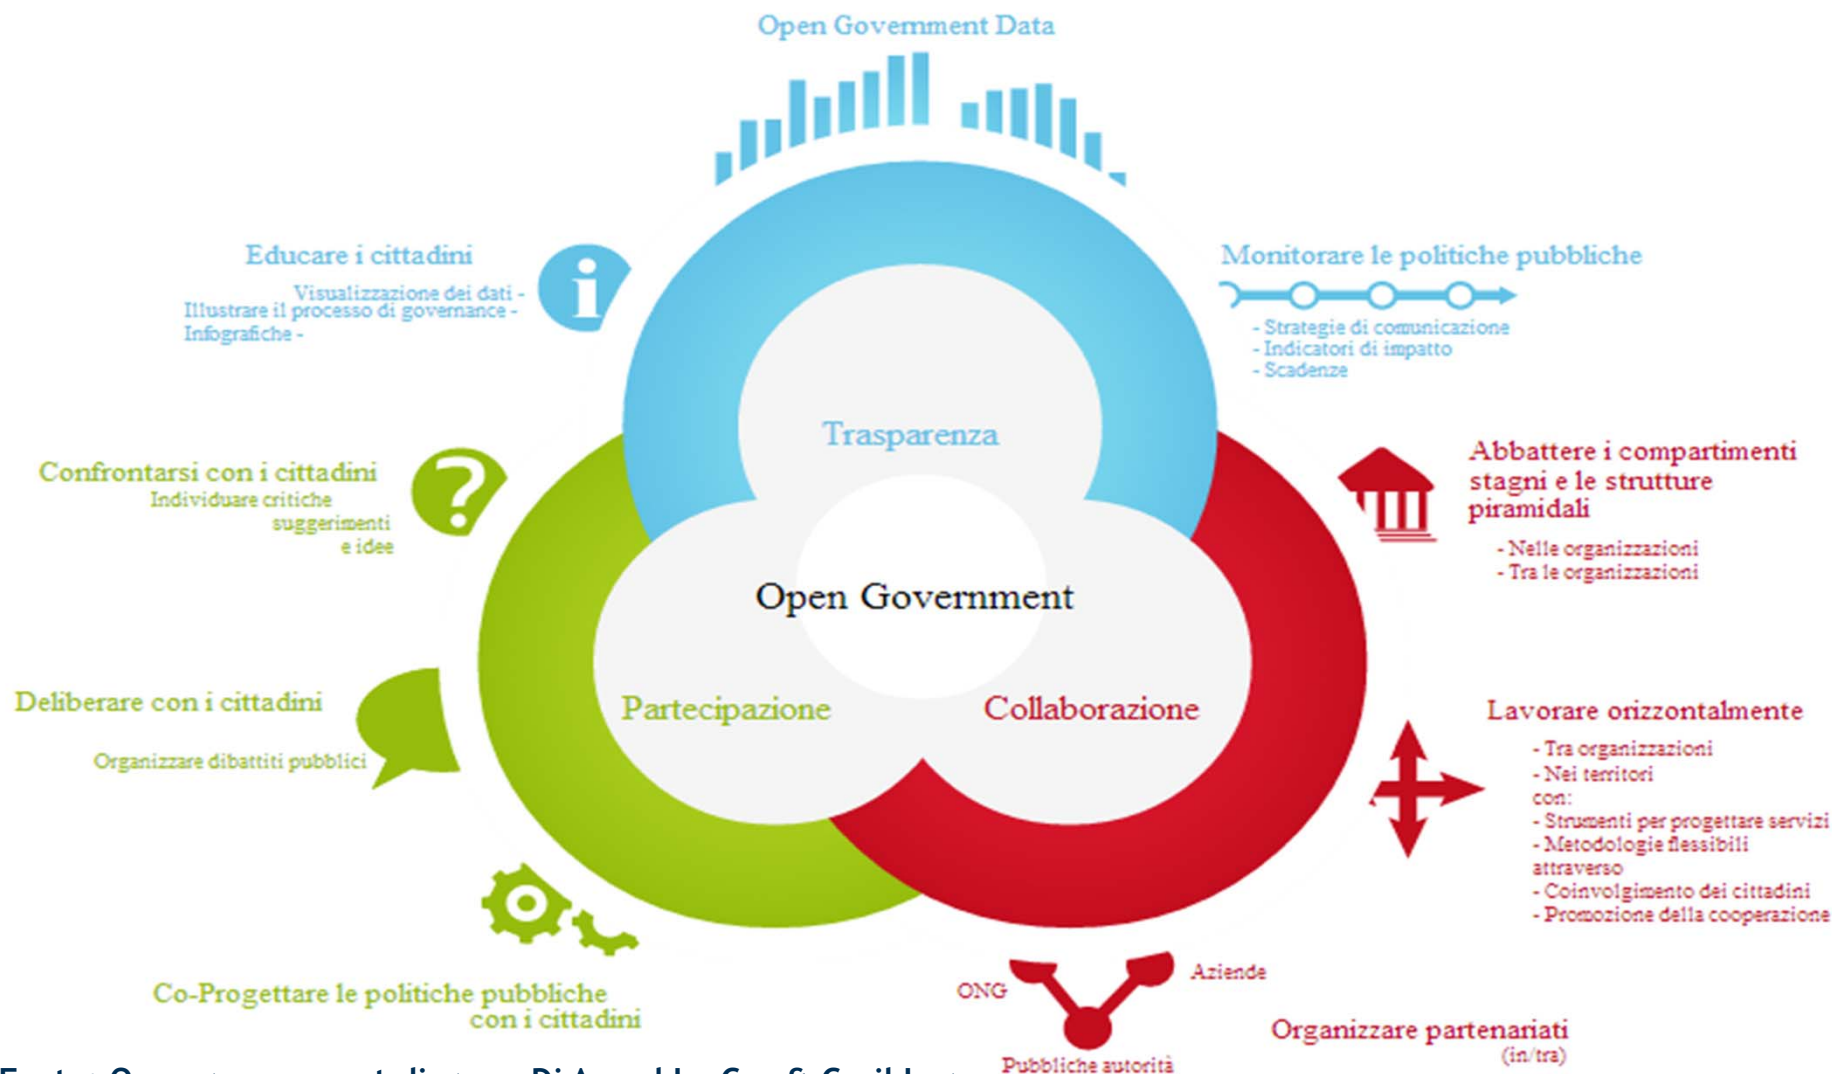 Open Government Data
Educare i cittadini
Visualizzazione dei dati -
Illustrare il processo di governance -
Infografiche -
Monitorare le politiche pubbliche
- Strategie di comunicazione
- Indicatori di impatto
- Scadenze
Trasparenza
Confrontarsi con i cittadini
Individuare critiche
suggerimenti
e idee
Abbattere i compartimenti
stagni e le strutture
piramidali
- Nelle organizzazioni
- Tra le organizzazioni
Open Government
Deliberare con i cittadini
Organizzare dibattiti pubblici
Partecipazione
Collaborazione
Lavorare orizzontalmente
- Tra organizzazioni
- Nei territori
con:
- Strumenti per progettare servizi
- Metodologie flessibili
attraverso
- Coinvolgimento dei cittadini
- Promozione della cooperazione
Co-Progettare le politiche pubbliche
con i cittadini
ONG
Aziende
Pubbliche autorità
Organizzare partenariati
(in/tra)